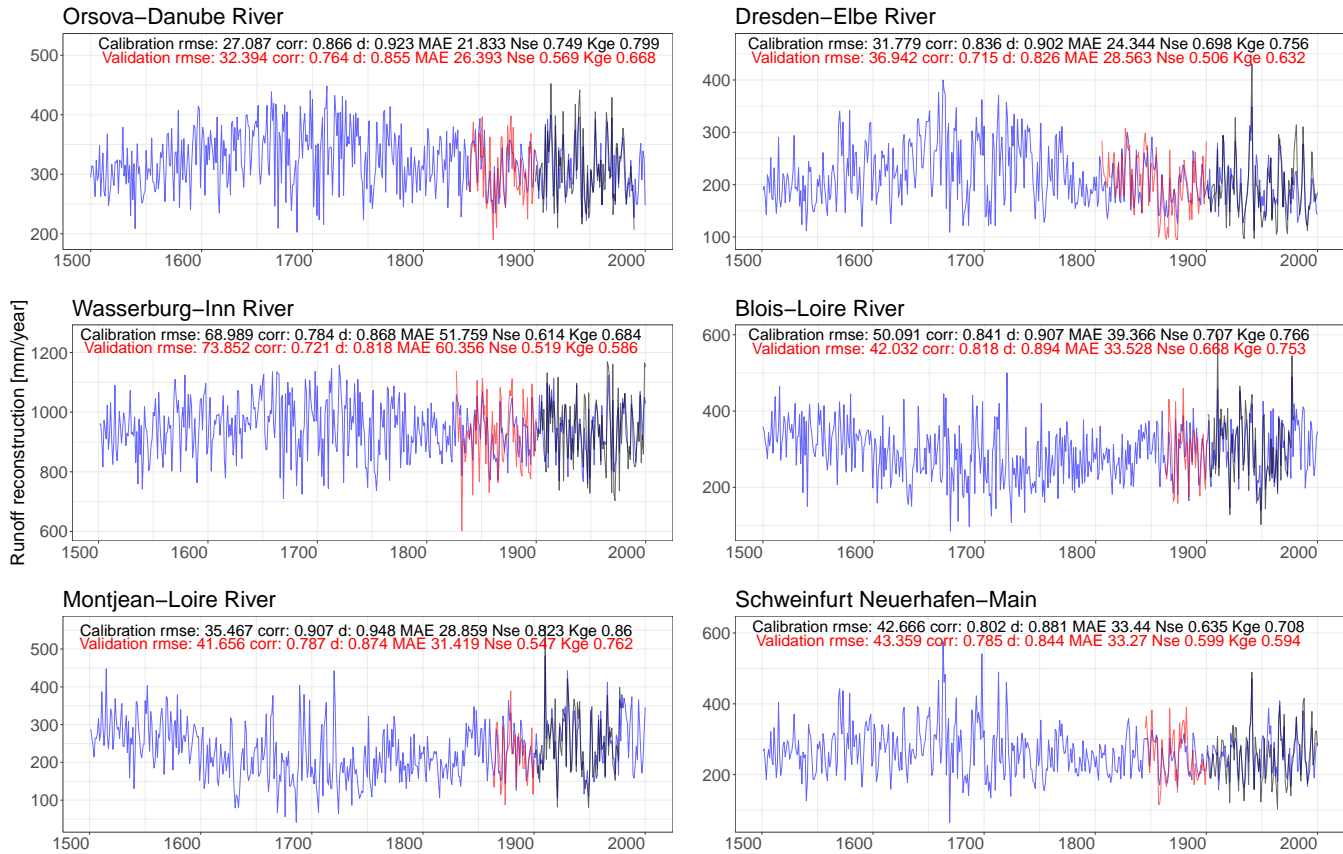 Orsova−Danube River
Calibration rmse: 27.087 corr: 0.866 d: 0.923 MAE 21.833 Nse 0.749 Kge 0.799
Validation rmse: 32.394 corr: 0.764 d: 0.855 MAE 26.393 Nse 0.569 Kge 0.668
500
400
300
200
1500 1600 1700 1800 1900 2000
Dresden−Elbe River
Calibration rmse: 31.779 corr: 0.836 d: 0.902 MAE 24.344 Nse 0.698 Kge 0.756
Validation rmse: 36.942 corr: 0.715 d: 0.826 MAE 28.563 Nse 0.506 Kge 0.632
400
300
200
100
1500 1600 1700 1800 1900 2000
Runoff reconstruction [mm/year]
Wasserburg−Inn River
Calibration rmse: 68.989 corr: 0.784 d: 0.868 MAE 51.759 Nse 0.614 Kge 0.684
Validation rmse: 73.852 corr: 0.721 d: 0.818 MAE 60.356 Nse 0.519 Kge 0.586
1200
1000
800
600
1500 1600 1700 1800 1900 2000
Blois−Loire River
Calibration rmse: 50.091 corr: 0.841 d: 0.907 MAE 39.366 Nse 0.707 Kge 0.766
Validation rmse: 42.032 corr: 0.818 d: 0.894 MAE 33.528 Nse 0.668 Kge 0.753
600
400
200
1500 1600 1700 1800 1900 2000
Montjean−Loire River
Calibration rmse: 35.467 corr: 0.907 d: 0.948 MAE 28.859 Nse 0.823 Kge 0.86
Validation rmse: 41.656 corr: 0.787 d: 0.874 MAE 31.419 Nse 0.547 Kge 0.762
500
400
300
200
100
1500 1600 1700 1800 1900 2000
Schweinfurt Neuerhafen−Main
Calibration rmse: 42.666 corr: 0.802 d: 0.881 MAE 33.44 Nse 0.635 Kge 0.708
Validation rmse: 43.359 corr: 0.785 d: 0.844 MAE 33.27 Nse 0.599 Kge 0.594
600
400
200
1500 1600 1700 1800 1900 2000